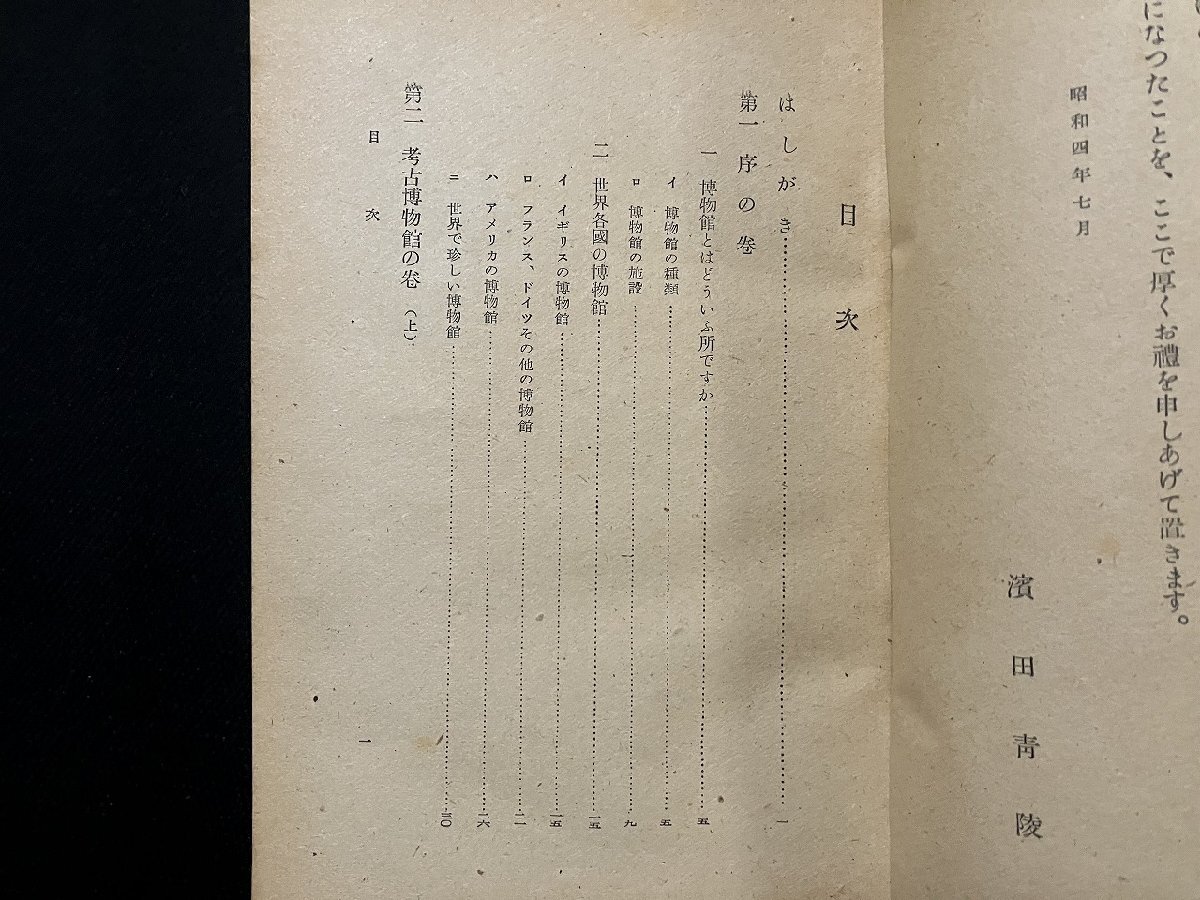 になつたことを、ここで厚くお禮を申しあげて置きます。
昭和四年七月
濱田青陵
目次
はしがき……一
第一 序の卷
一 博物館とはどういふ所ですか……五
イ 博物館の種類……五
ロ 博物館の施設……九
二 世界各國の博物館……一五
イ イギリスの博物館……一五
ロ フランス、ドイツその他の博物館……二一
ハ アメリカの博物館……二六
ニ 世界で珍しい博物館……三〇
第二 考古博物館の卷（上）
目次
一